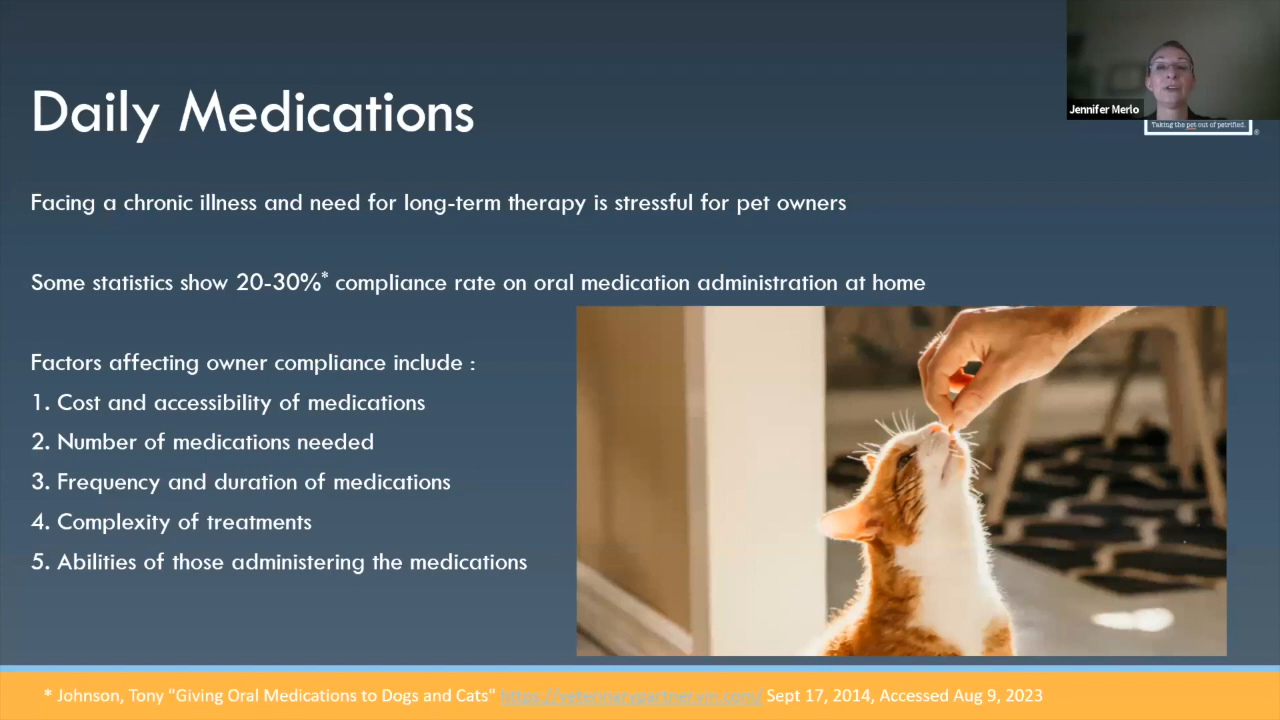 Daily Medications
Jennifer Merlo
Taking the pet out of petrified.
®
Facing a chronic illness and need for long-term therapy is stressful for pet owners
Some statistics show 20-30%* compliance rate on oral medication administration at home
Factors affecting owner compliance include :
1. Cost and accessibility of medications
2. Number of medications needed
3. Frequency and duration of medications
4. Complexity of treatments
5. Abilities of those administering the medications
* Johnson, Tony "Giving Oral Medications to Dogs and Cats" https://veterinarypartner.vin.com/ Sept 17, 2014, Accessed Aug 9, 2023